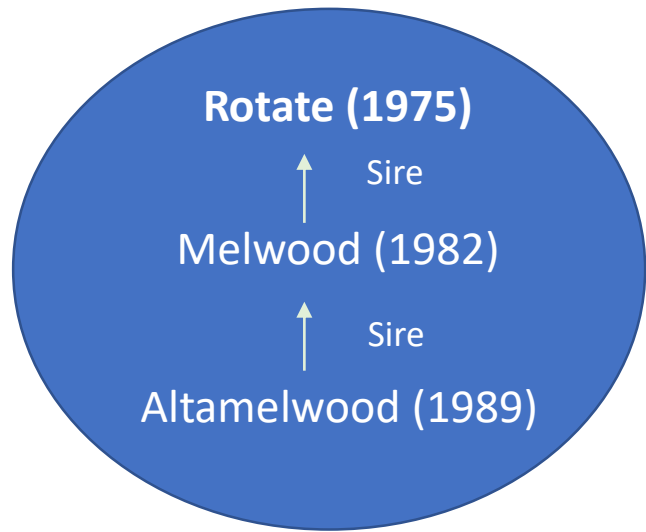 Rotate (1975)
Sire
Melwood (1982)
Sire
Altamelwood (1989)